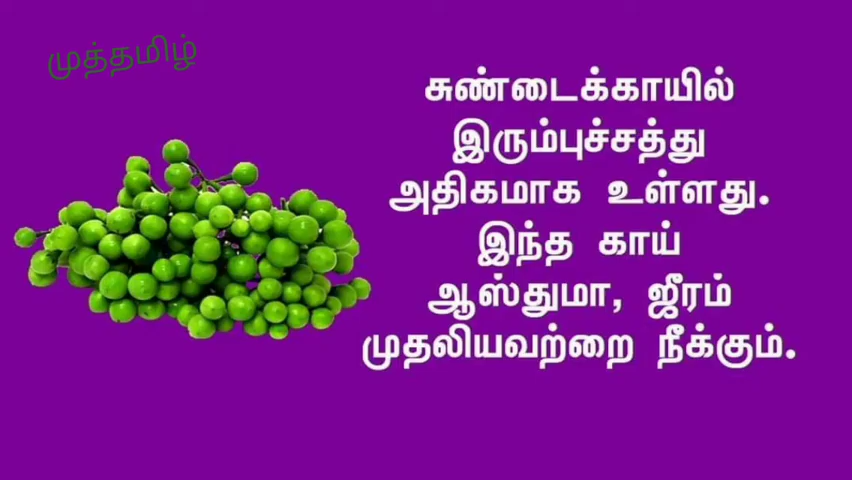 முத்தமிழ்
சுண்டைக்காயில்
இரும்புச்சத்து
அதிகமாக உள்ளது.
இந்த காய்
ஆஸ்துமா, ஜீரம்
முதலியவற்றை நீக்கும்.